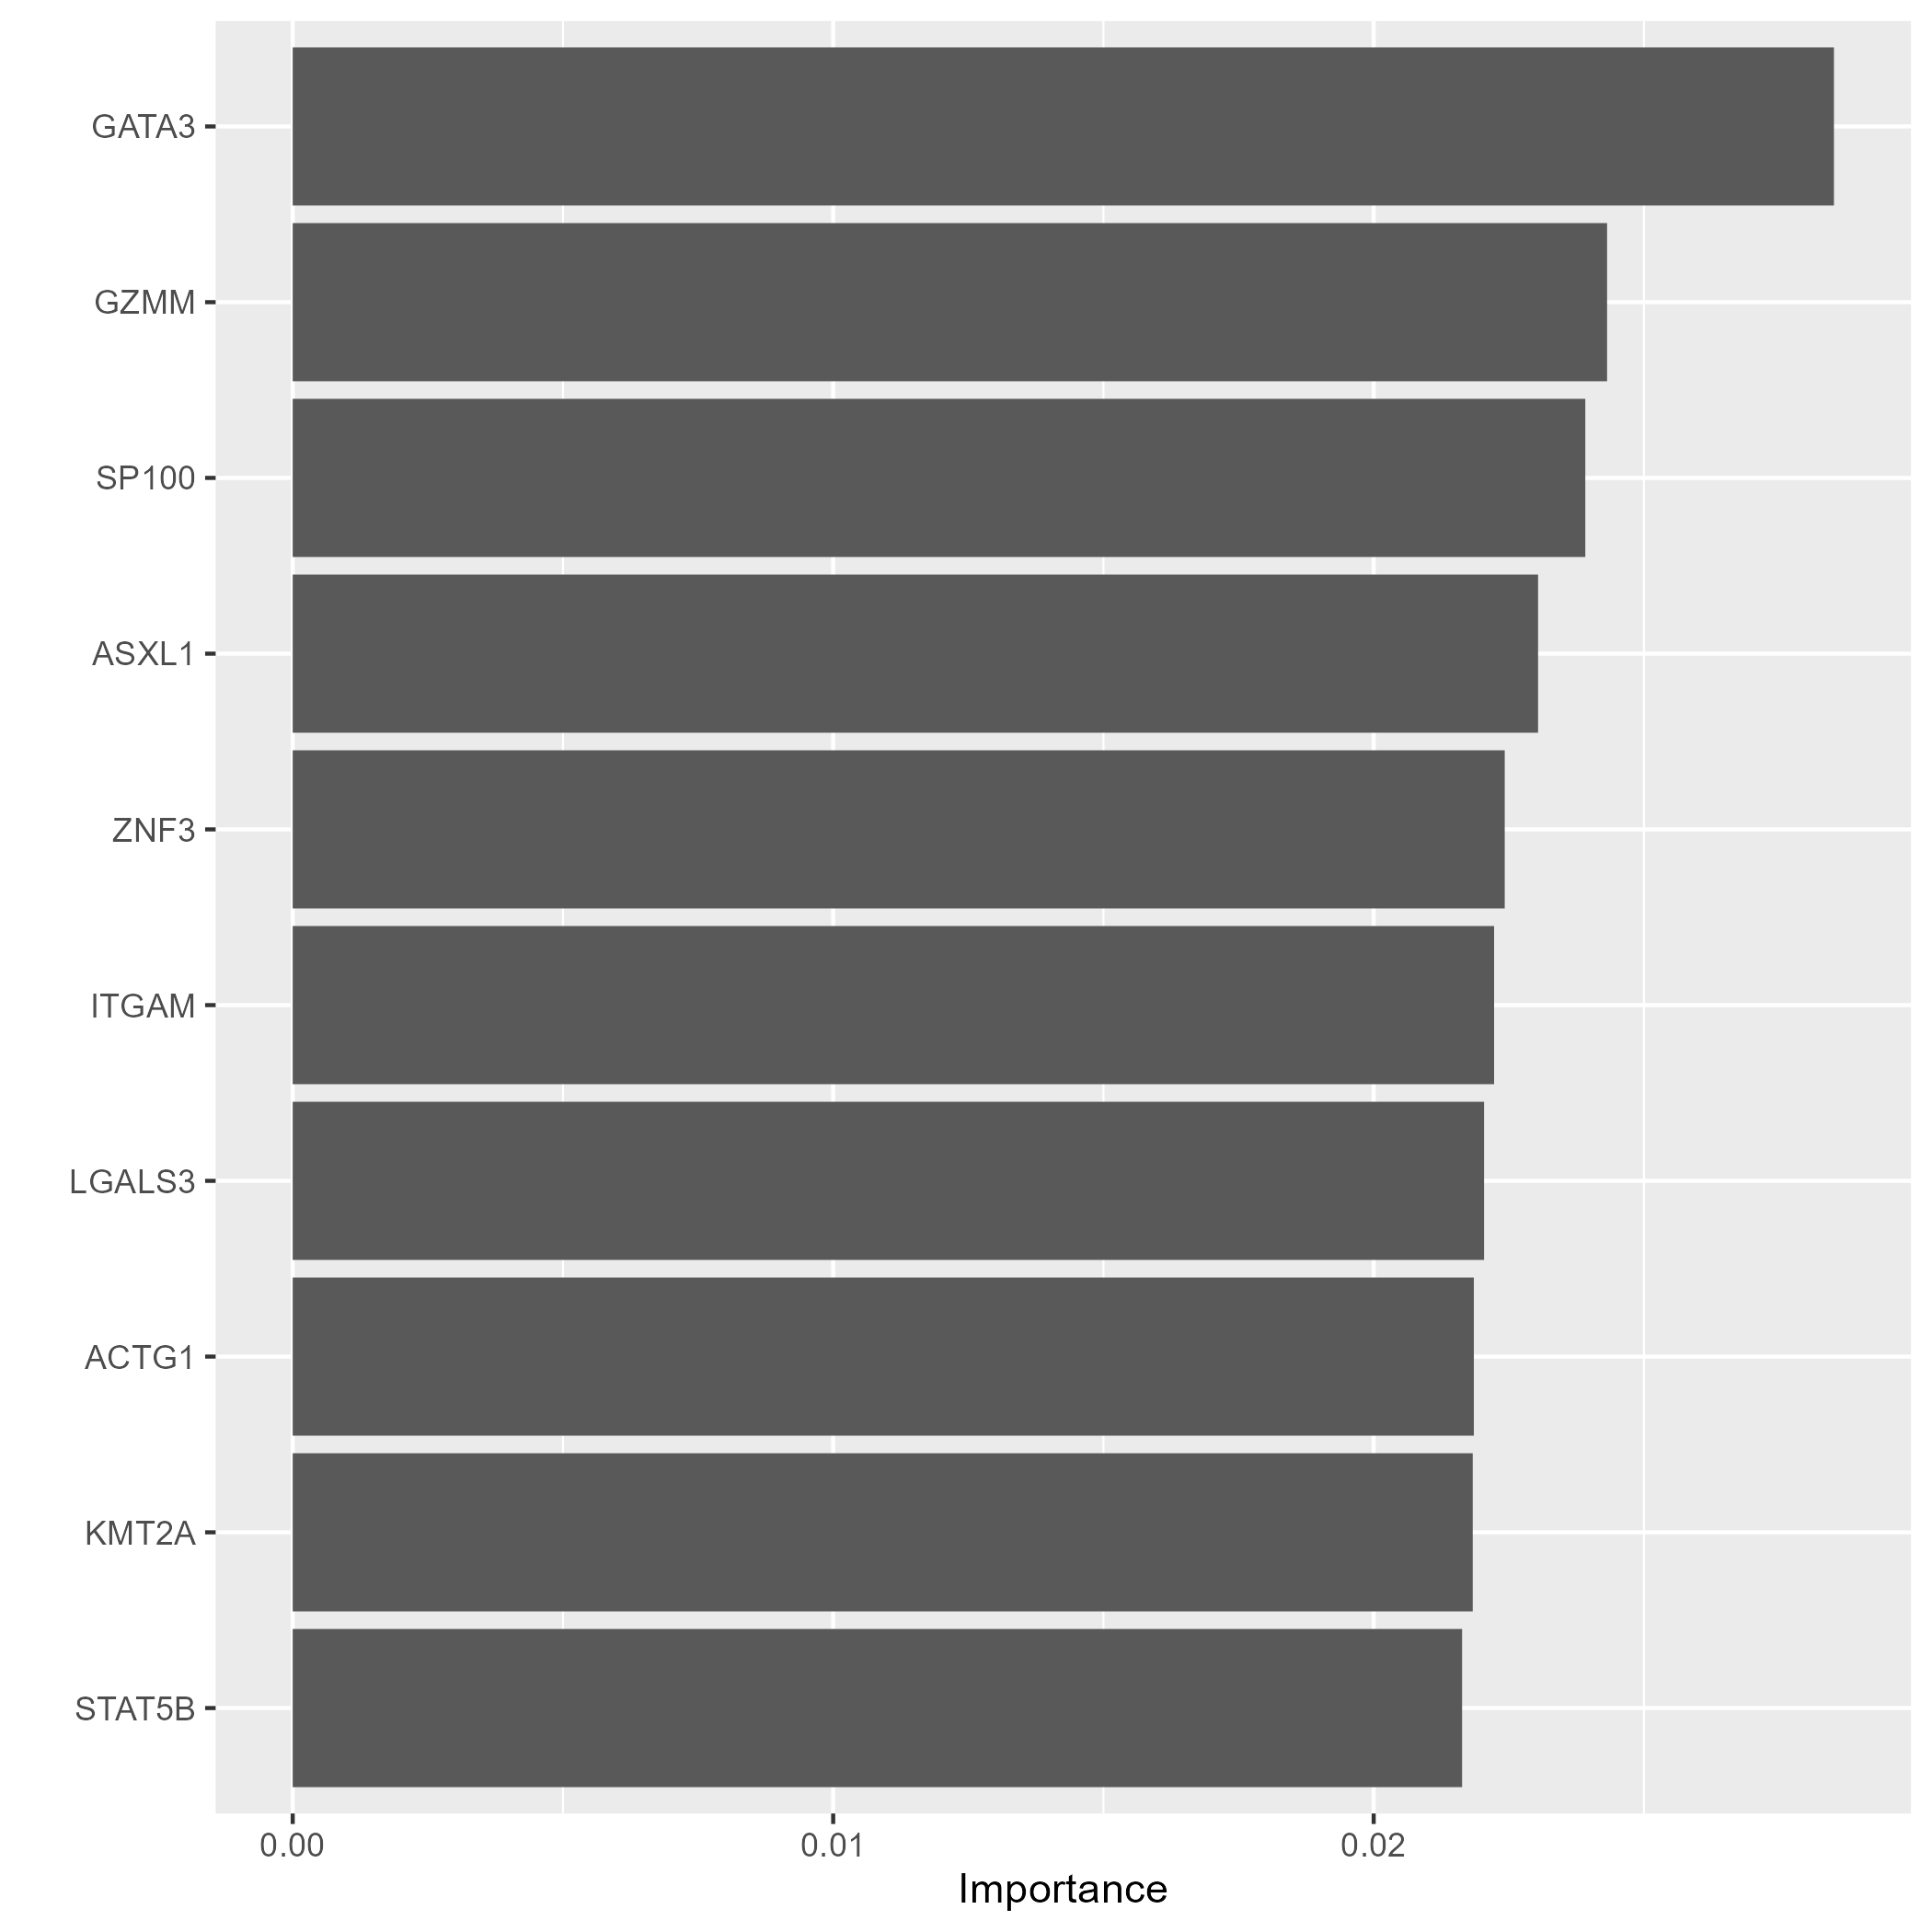 GATA3
GZMM
SP100
ASXL1
ZNF3
ITGAM
LGALS3
ACTG1
KMT2A
STAT5B
0.00 0.01 0.02
Importance